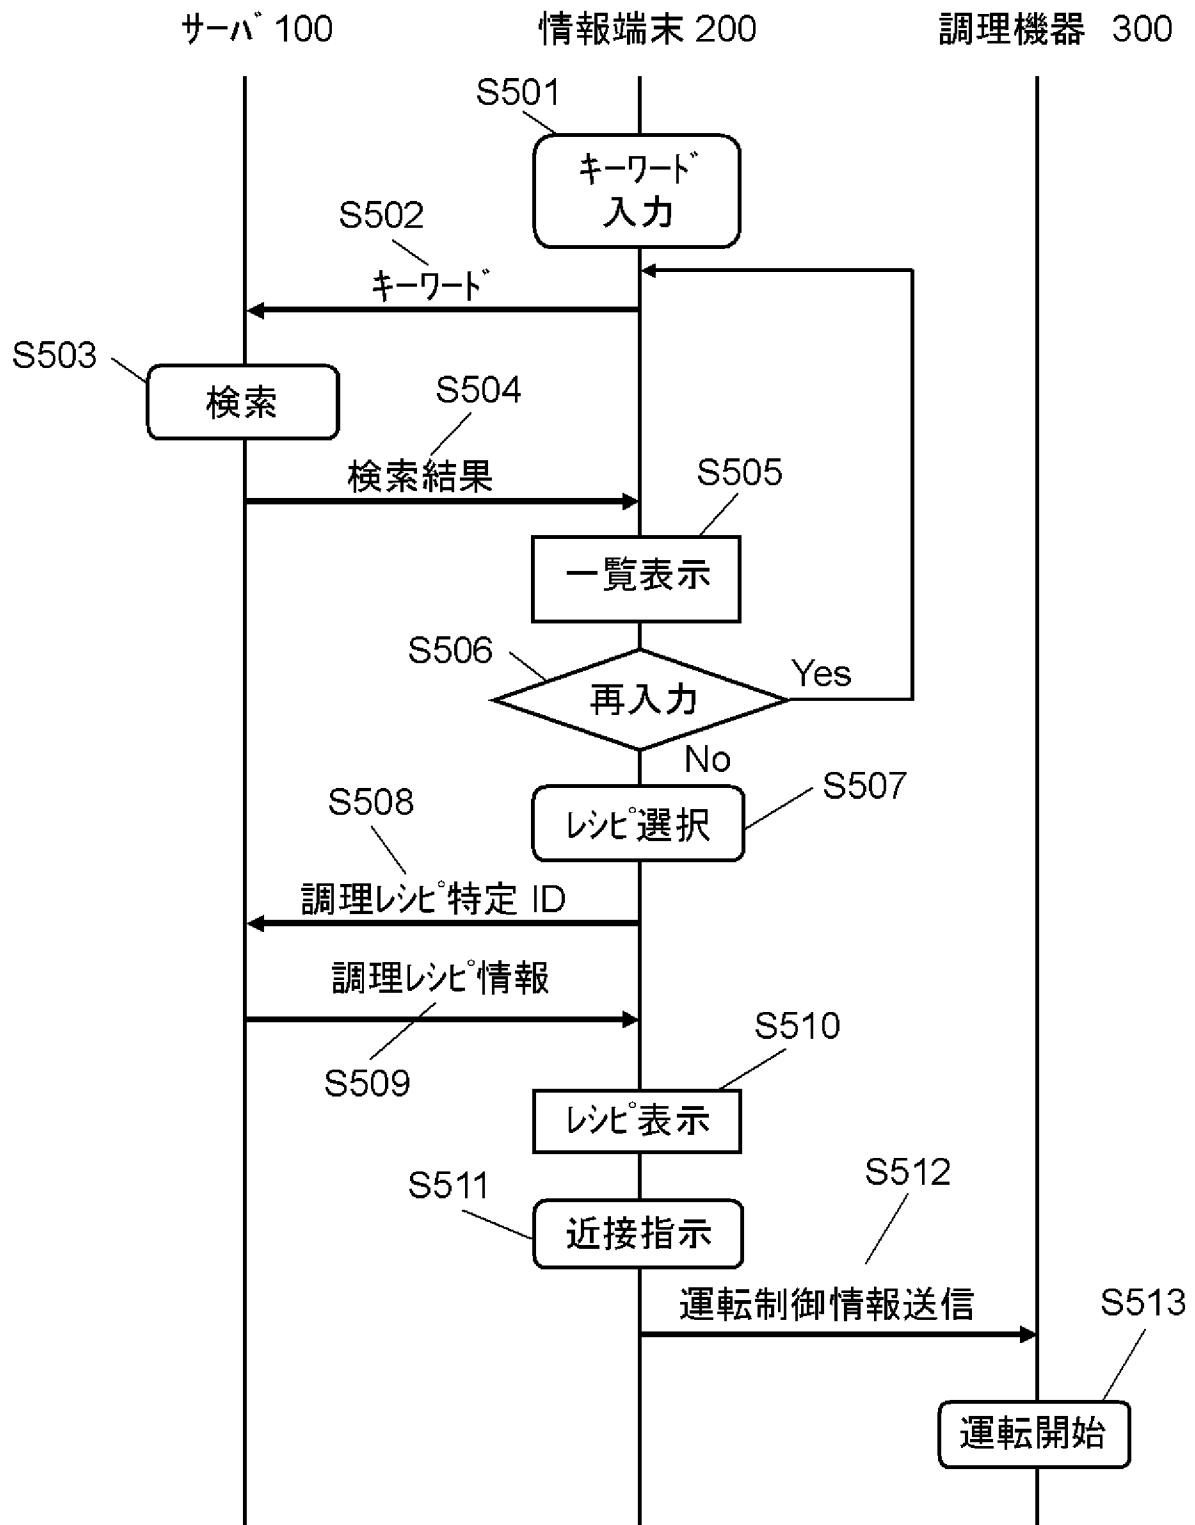 サーバ 100
情報端末 200
調理機器 300
S501
キーワード
入力
S502
キーワード
S503
検索
S504
検索結果
S505
一覧表示
S506
再入力
Yes
No
S507
レシピ選択
S508
調理レシピ特定 ID
調理レシピ情報
S509
S510
レシピ表示
S511
近接指示
S512
運転制御情報送信
S513
運転開始